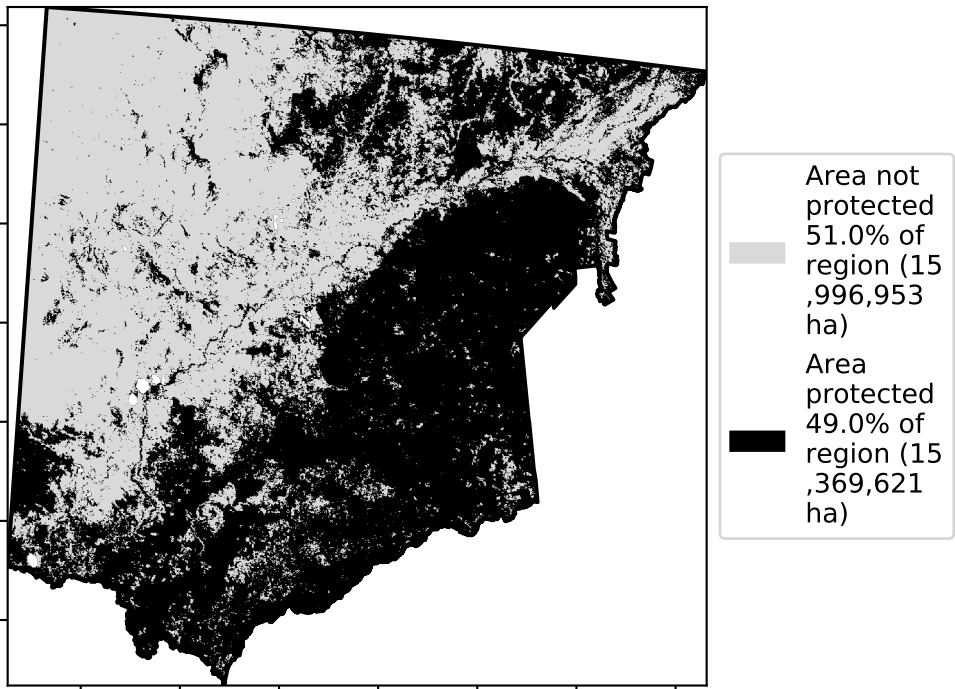 Area not
protected
51.0% of
region (15
,996,953
ha)
Area
protected
49.0% of
region (15
,369,621
ha)